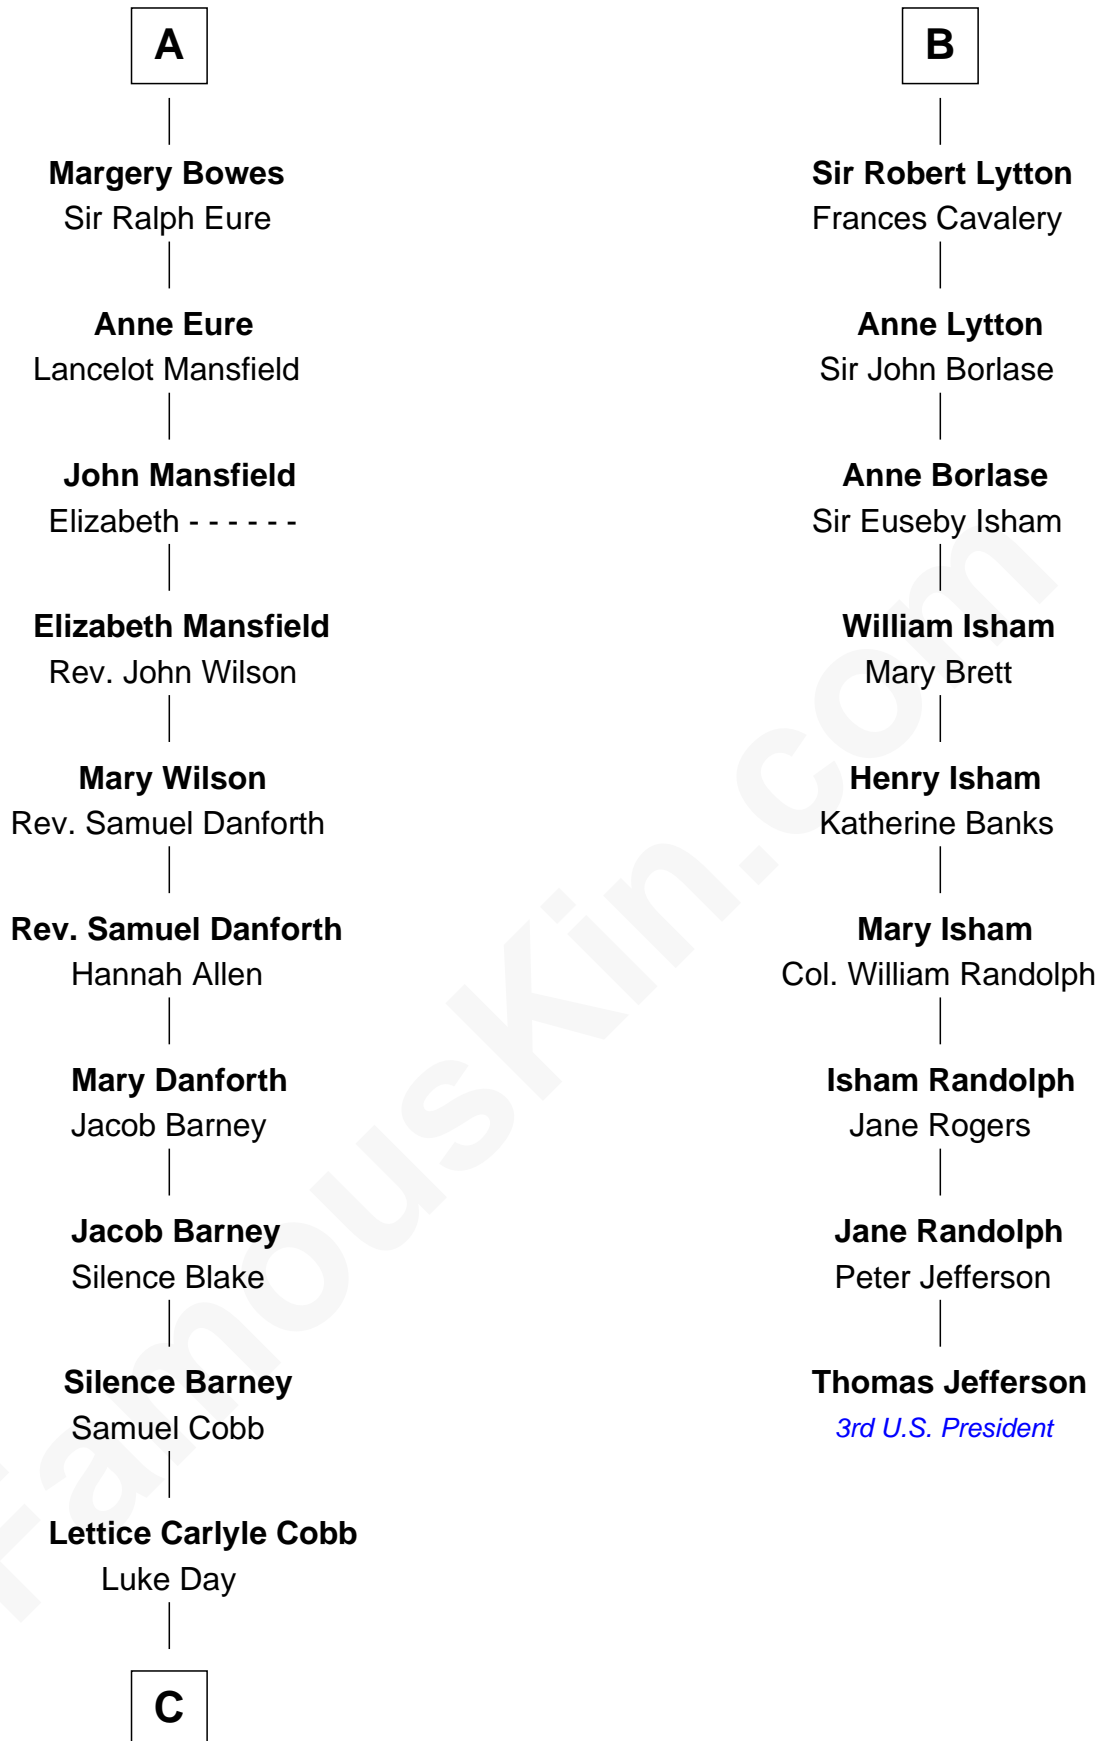 A
Margery Bowes
Sir Ralph Eure
Anne Eure
Lancelot Mansfield
John Mansfield
Elizabeth - - - - - -
Elizabeth Mansfield
Rev. John Wilson
Mary Wilson
Rev. Samuel Danforth
Rev. Samuel Danforth
Hannah Allen
Mary Danforth
Jacob Barney
Jacob Barney
Silence Blake
Silence Barney
Samuel Cobb
Lettice Carlyle Cobb
Luke Day
C
B
Sir Robert Lytton
Frances Cavalery
Anne Lytton
Sir John Borlase
Anne Borlase
Sir Euseby Isham
William Isham
Mary Brett
Henry Isham
Katherine Banks
Mary Isham
Col. William Randolph
Isham Randolph
Jane Rogers
Jane Randolph
Peter Jefferson
Thomas Jefferson
3rd U.S. President
FamousKin.com